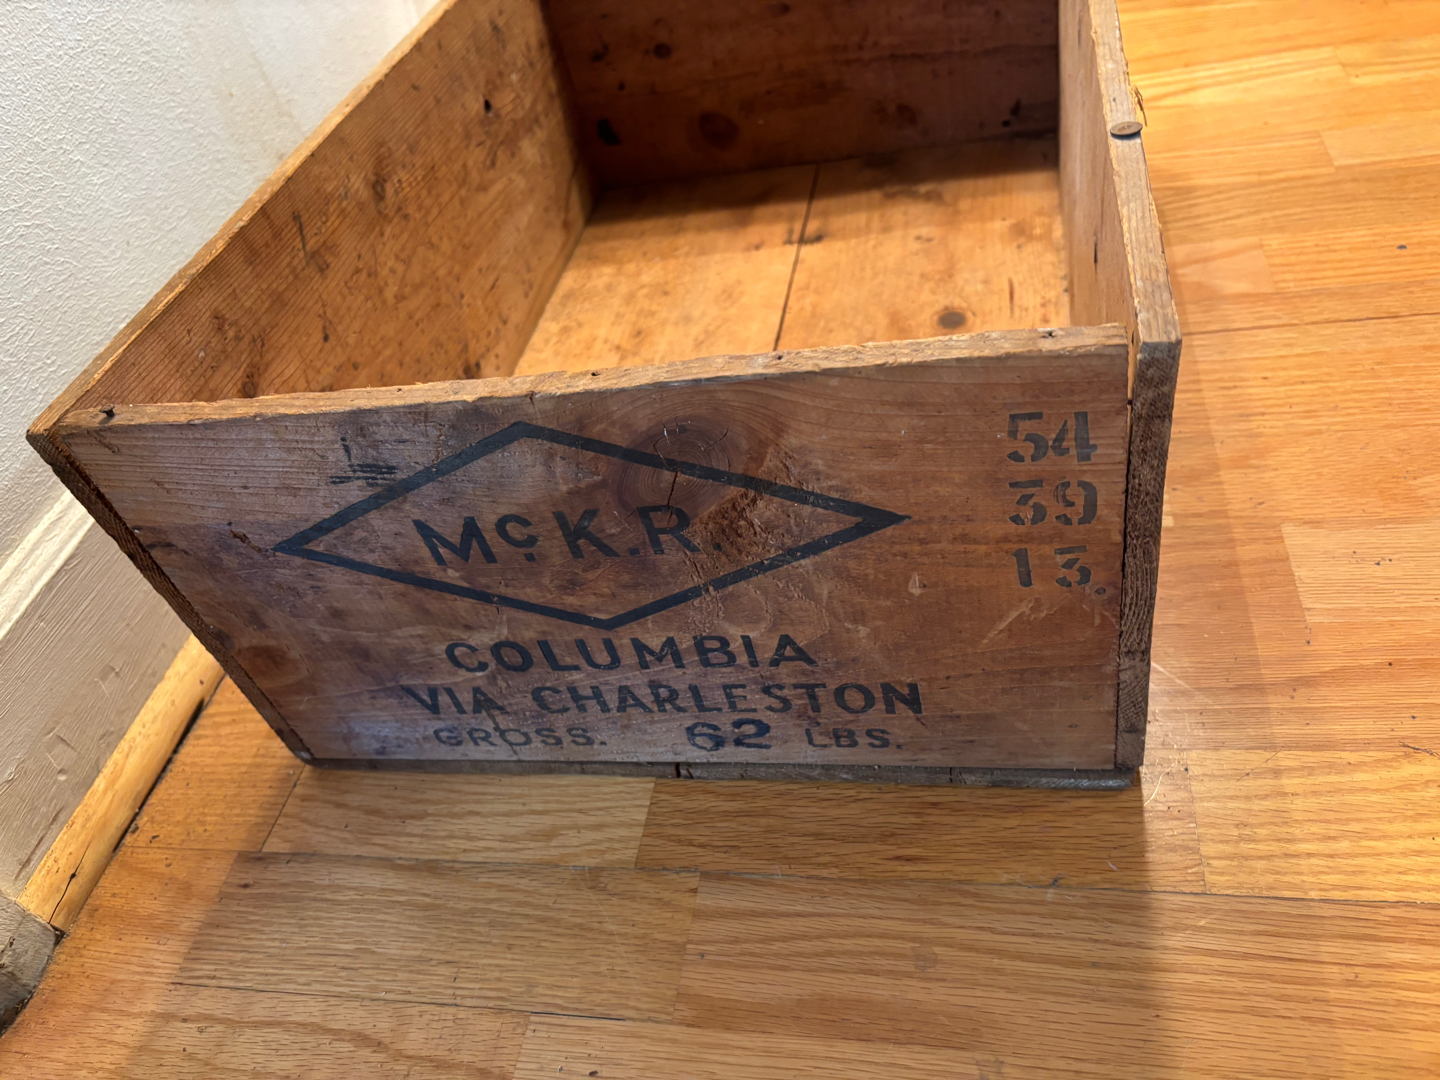 54
39
13.
McK.R.
COLUMBIA
VIA CHARLESTON
GROSS. 62 LBS.